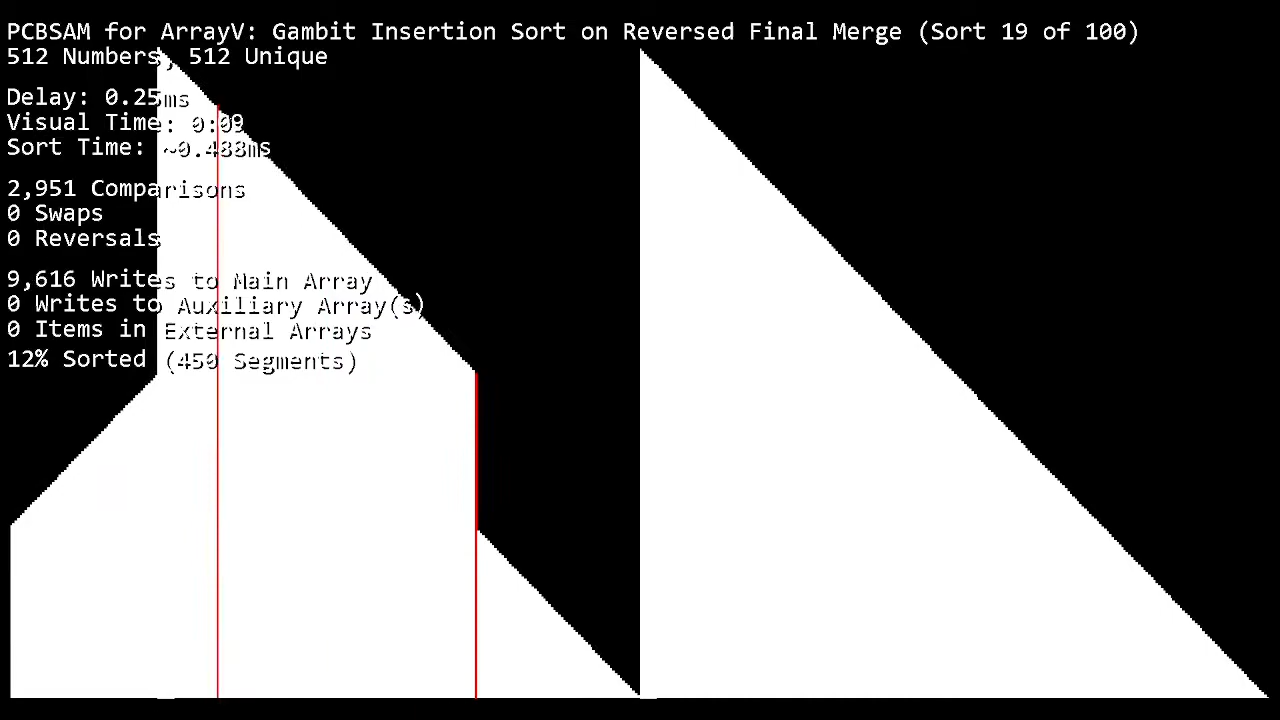 PCBSAM for ArrayV: Gambit Insertion Sort on Reversed Final Merge (Sort 19 of 100)
512 Numbers, 512 Unique
Delay: 0.25ms
Visual Time: 0:09
Sort Time: ~0.488ms
2,951 Comparisons
0 Swaps
0 Reversals
9,616 Writes to Main Array
0 Writes to Auxiliary Array(s)
0 Items in External Arrays
12% Sorted (450 Segments)